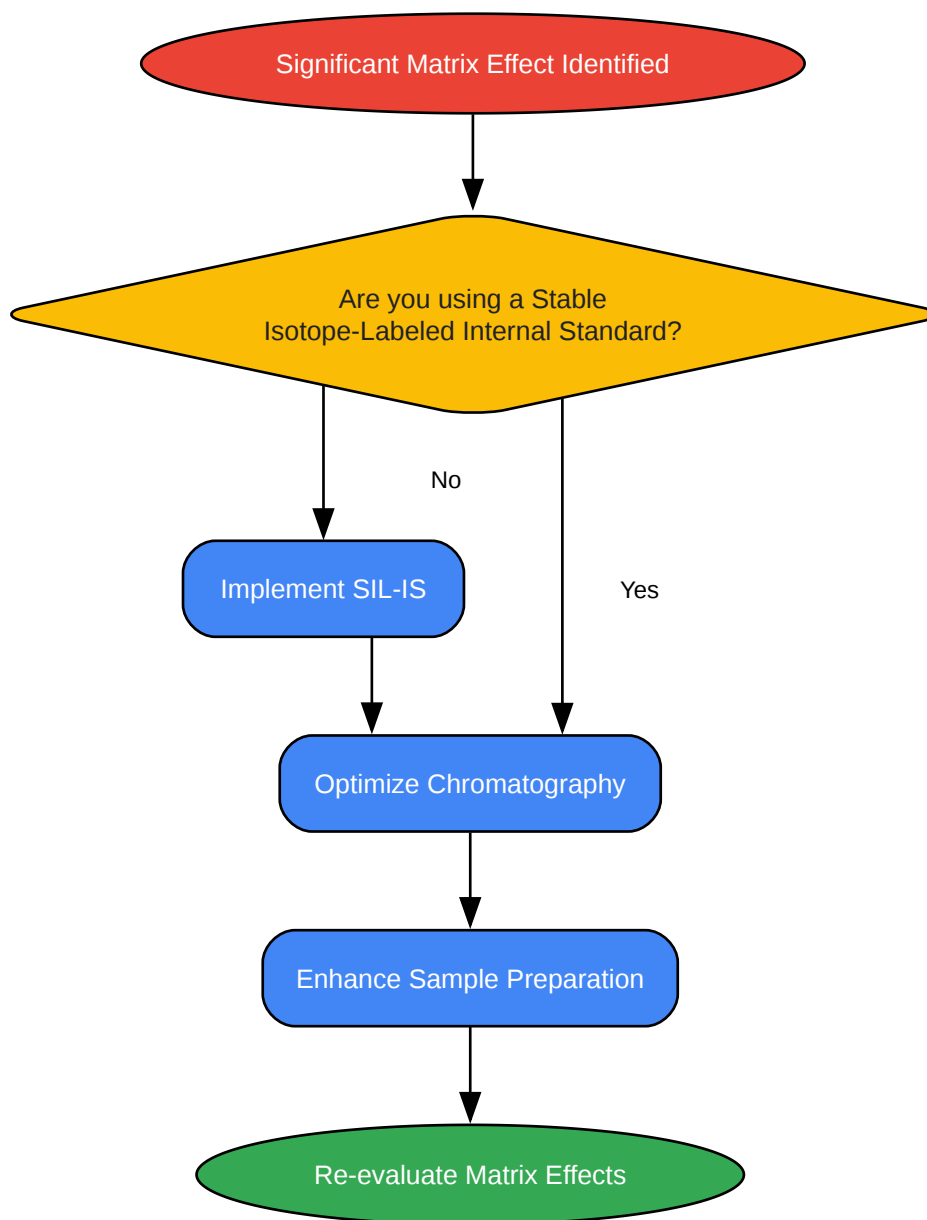 Significant Matrix Effect Identified
Are you using a Stable
Isotope-Labeled Internal Standard?
No
Implement SIL-IS
Yes
Optimize Chromatography
Enhance Sample Preparation
Re-evaluate Matrix Effects